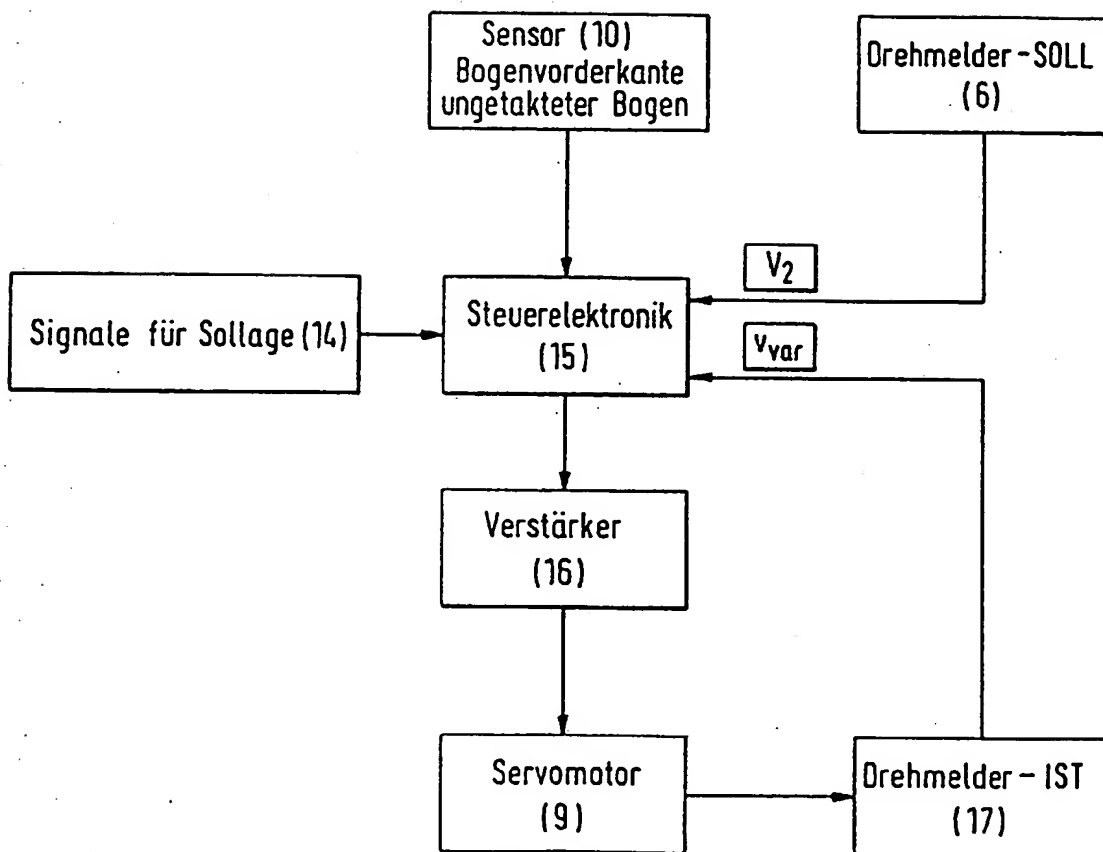 Sensor (10)
Bogenvorderkante
ungetakteter Bogen
Drehmelder-SOLL
(6)
V2
Signale für Sollage (14)
Steuerelektronik
(15)
vvar
Verstärker
(16)
Servomotor
(9)
Drehmelder-IST
(17)